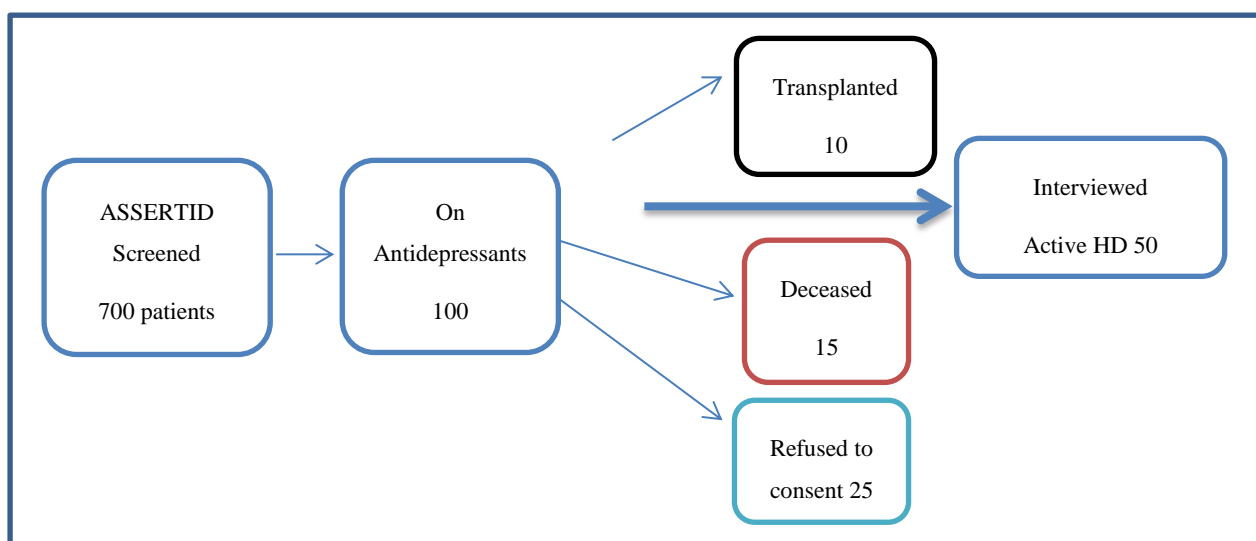 ASSERTID
Screened
700 patients
On
Antidepressants
100
Transplanted
10
Interviewed
Active HD 50
Deceased
15
Refused to
consent 25